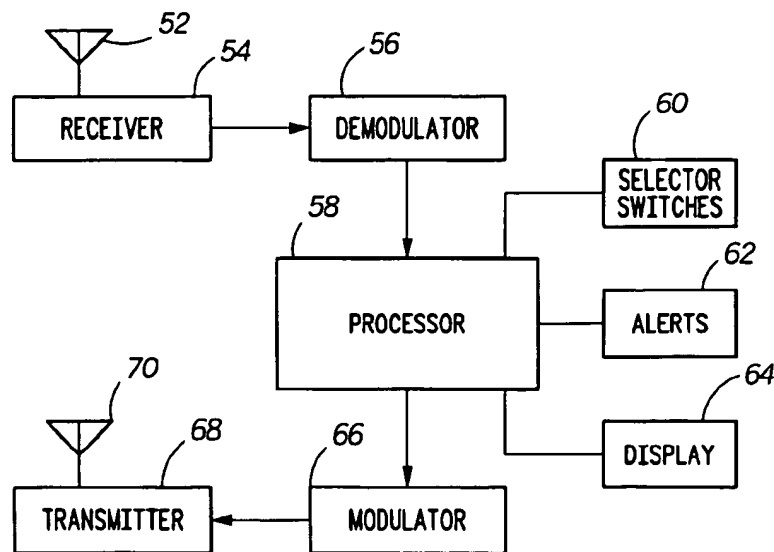 52
54
56
RECEIVER
DEMODULATOR
60
SELECTOR
SWITCHES
58
PROCESSOR
62
ALERTS
64
DISPLAY
70
68
TRANSMITTER
66
MODULATOR